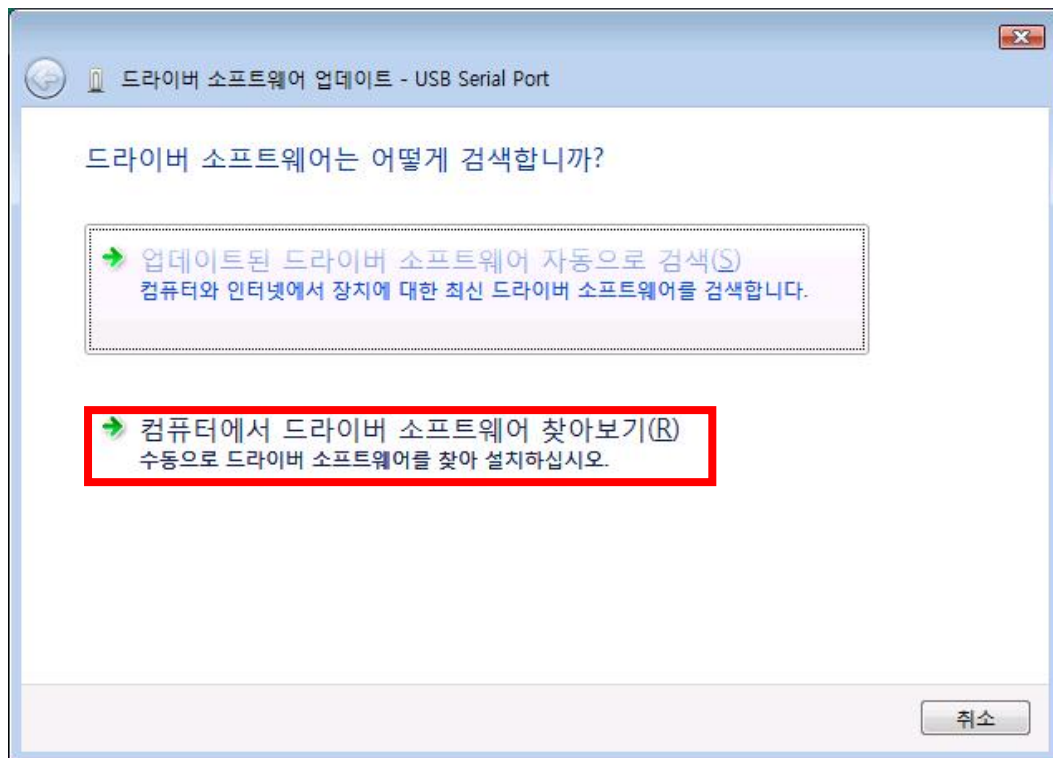 드라이버 소프트웨어 업데이트 - USB Serial Port
드라이버 소프트웨어는 어떻게 검색합니까?
업데이트된 드라이버 소프트웨어 자동으로 검색(S)
컴퓨터와 인터넷에서 장치에 대한 최신 드라이버 소프트웨어를 검색합니다.
컴퓨터에서 드라이버 소프트웨어 찾아보기(R)
수동으로 드라이버 소프트웨어를 찾아 설치하십시오.
취소